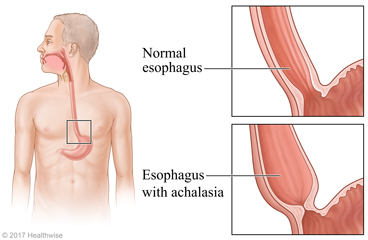 Normal
esophagus
Esophagus
with achalasia
© 2017 Healthwise